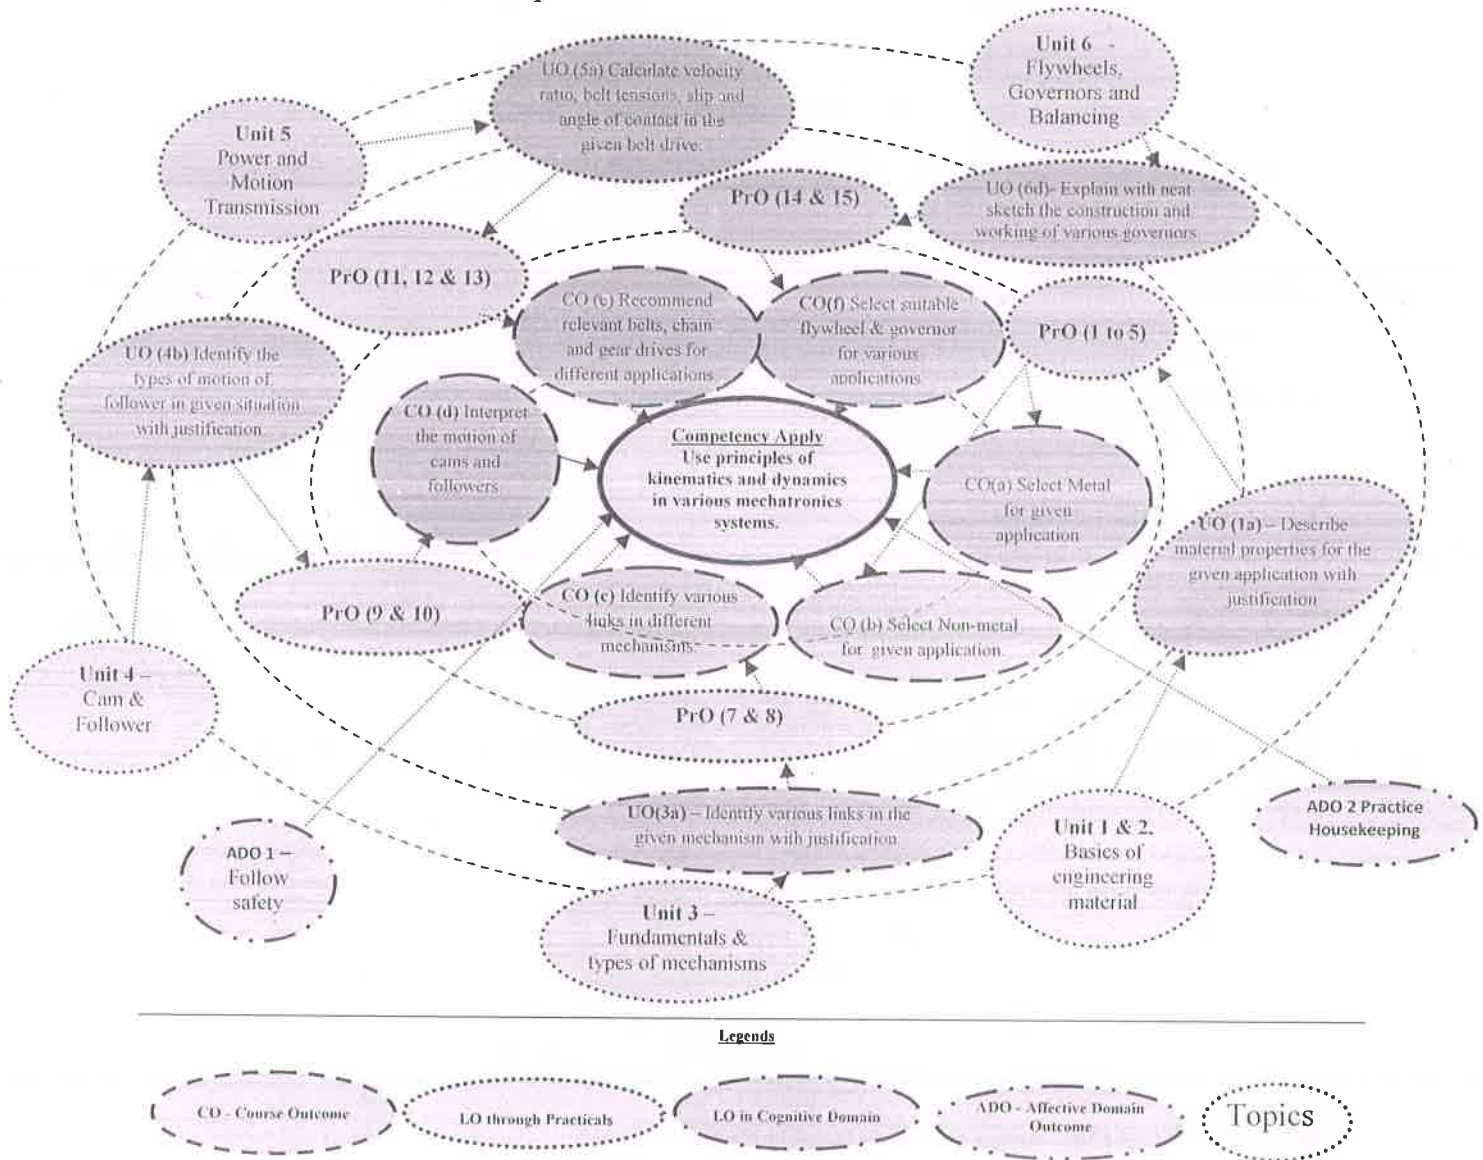 Unit 6 -
Flywheels,
Governors and
Balancing
UO (5a) Calculate velocity
ratio, belt tensions, slip and
angle of contact in the
given belt drive.
Unit 5
Power and
Motion
Transmission
PrO (14 & 15)
UO (6d)- Explain with neat
sketch the construction and
working of various governors
PrO (11, 12 & 13)
CO (e) Recommend
relevant belts, chain
and gear drives for
different applications
CO(f) Select suitable
flywheel & governor
for various
applications
PrO (1 to 5)
UO (4b) Identify the
types of motion of
follower in given situation
with justification
CO (d) Interpret
the motion of
cams and
followers
Competency Apply
Use principles of
kinematics and dynamics
in various mechatronics
systems.
CO(a) Select Metal
for given
application
UO (1a) – Describe
material properties for the
given application with
justification
PrO (9 & 10)
CO (c) Identify various
links in different
mechanisms
CO (b) Select Non-metal
for given application.
Unit 4 –
Cam &
Follower
PrO (7 & 8)
UO(3a) – Identify various links in the
given mechanism with justification
Unit 1 & 2.
Basics of
engineering
material
ADO 2 Practice
Housekeeping
ADO 1 –
Follow
safety
Unit 3 –
Fundamentals &
types of mechanisms
Legends
CO - Course Outcome
LO through Practicals
LO in Cognitive Domain
ADO - Affective Domain
Outcome
Topics